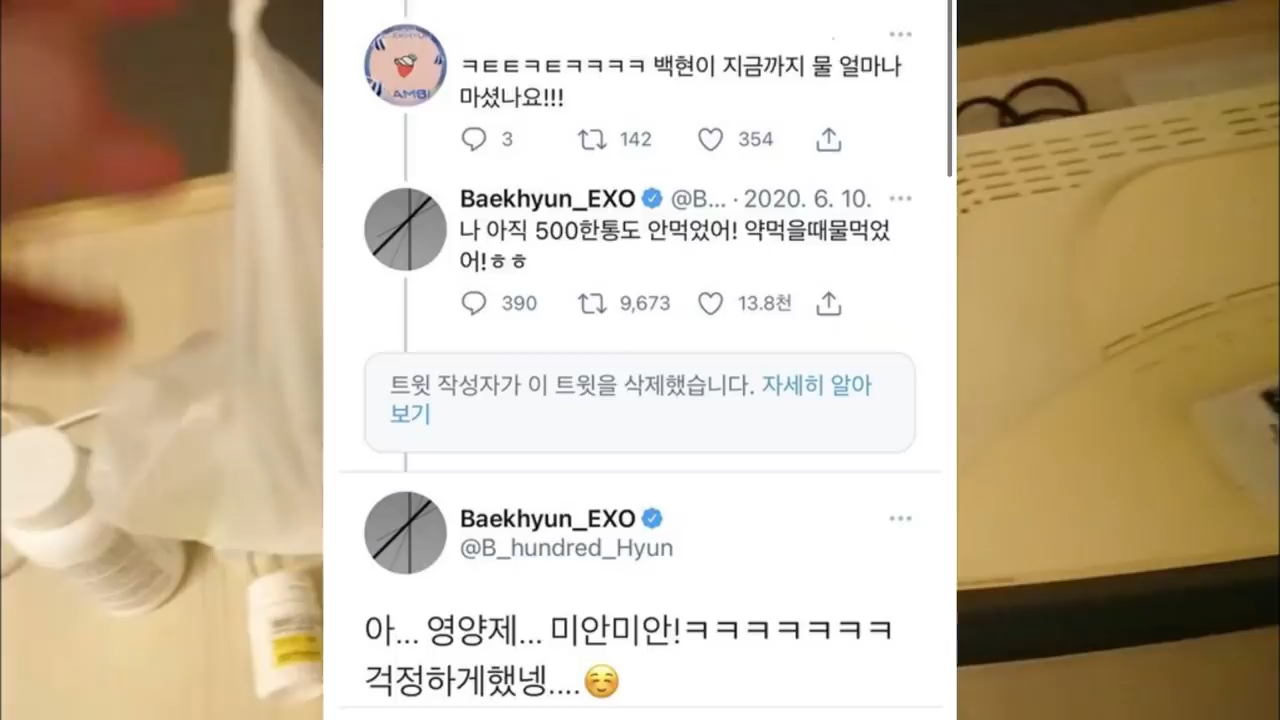 ㅋㅌㅌㅋㅌㅋㅋㅋㅋ 백현이 지금까지 물 얼마나
마셨나요!!!
3 142 354
Baekhyun_EXO @B... · 2020. 6. 10.
나 아직 500한통도 안먹었어! 약먹을때물먹었
어!ㅎㅎ
390 9,673 13.8천
트윗 작성자가 이 트윗을 삭제했습니다. 자세히 알아
보기
Baekhyun_EXO
@B_hundred_Hyun
아... 영양제... 미안미안!ㅋㅋㅋㅋㅋㅋㅋ
걱정하게했넹....☺️